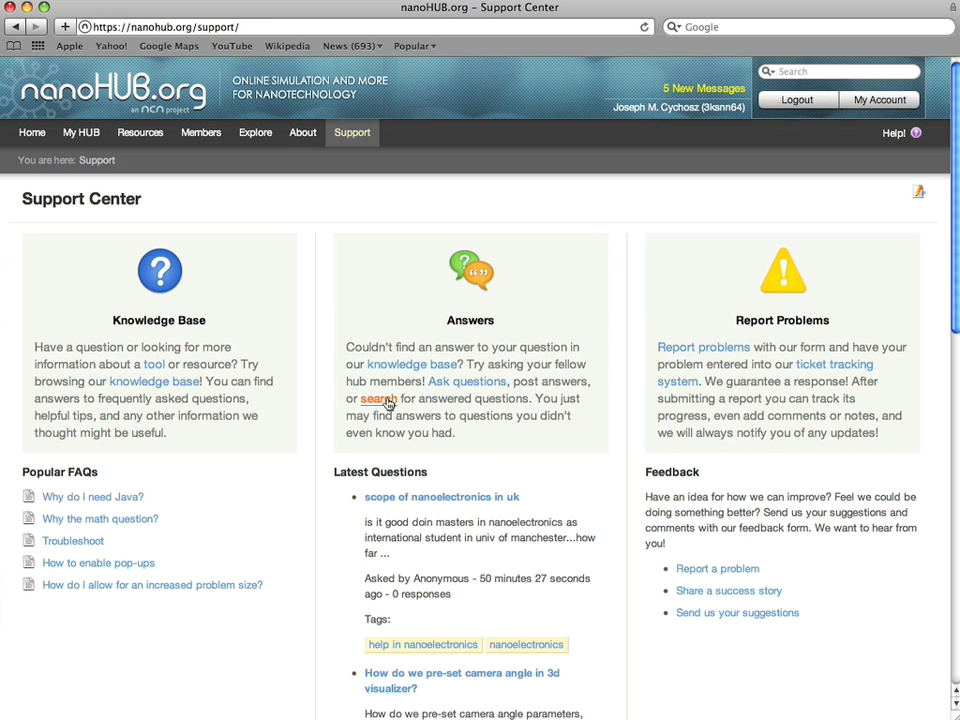 nanoHUB.org - Support Center
https://nanohub.org/support/
Google
Apple Yahoo! Google Maps YouTube Wikipedia News (693) Popular
nanoHUB.org
an ncn project
ONLINE SIMULATION AND MORE
FOR NANOTECHNOLOGY
5 New Messages
Joseph M. Cychosz (3ksnn64)
Search
Logout My Account
Home My HUB Resources Members Explore About Support
Help! ?
You are here: Support
Support Center
Knowledge Base
Have a question or looking for more
information about a tool or resource? Try
browsing our knowledge base! You can find
answers to frequently asked questions,
helpful tips, and any other information we
thought might be useful.
Popular FAQs
Why do I need Java?
Why the math question?
Troubleshoot
How to enable pop-ups
How do I allow for an increased problem size?
Answers
Couldn't find an answer to your question in
our knowledge base? Try asking your fellow
hub members! Ask questions, post answers,
or search for answered questions. You just
may find answers to questions you didn't
even know you had.
Latest Questions
scope of nanoelectronics in uk
is it good doin masters in nanoelectronics as
international student in univ of manchester...how
far ...
Asked by Anonymous - 50 minutes 27 seconds
ago - 0 responses
Tags:
help in nanoelectronics nanoelectronics
How do we pre-set camera angle in 3d
visualizer?
How do we pre-set camera angle parameters,
Report Problems
Report problems with our form and have your
problem entered into our ticket tracking
system. We guarantee a response! After
submitting a report you can track its
progress, even add comments or notes, and
we will always notify you of any updates!
Feedback
Have an idea for how we can improve? Feel we could be
doing something better? Send us your suggestions and
comments with our feedback form. We want to hear from
you!
Report a problem
Share a success story
Send us your suggestions